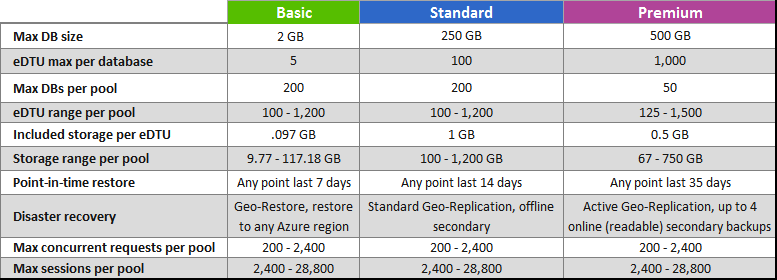 Basic Standard Premium
Max DB size 2 GB 250 GB 500 GB
eDTU max per database 5 100 1,000
Max DBs per pool 200 200 50
eDTU range per pool 100 - 1,200 100 - 1,200 125 - 1,500
Included storage per eDTU .097 GB 1 GB 0.5 GB
Storage range per pool 9.77 - 117.18 GB 100 - 1,200 GB 67 - 750 GB
Point-in-time restore Any point last 7 days Any point last 14 days Any point last 35 days
Disaster recovery
Geo-Restore, restore
to any Azure region
Standard Geo-Replication, offline
secondary
Active Geo-Replication, up to 4
online (readable) secondary backups
Max concurrent requests per pool 200 - 2,400 200 - 2,400 200 - 2,400
Max sessions per pool 2,400 - 28,800 2,400 - 28,800 2,400 - 28,800